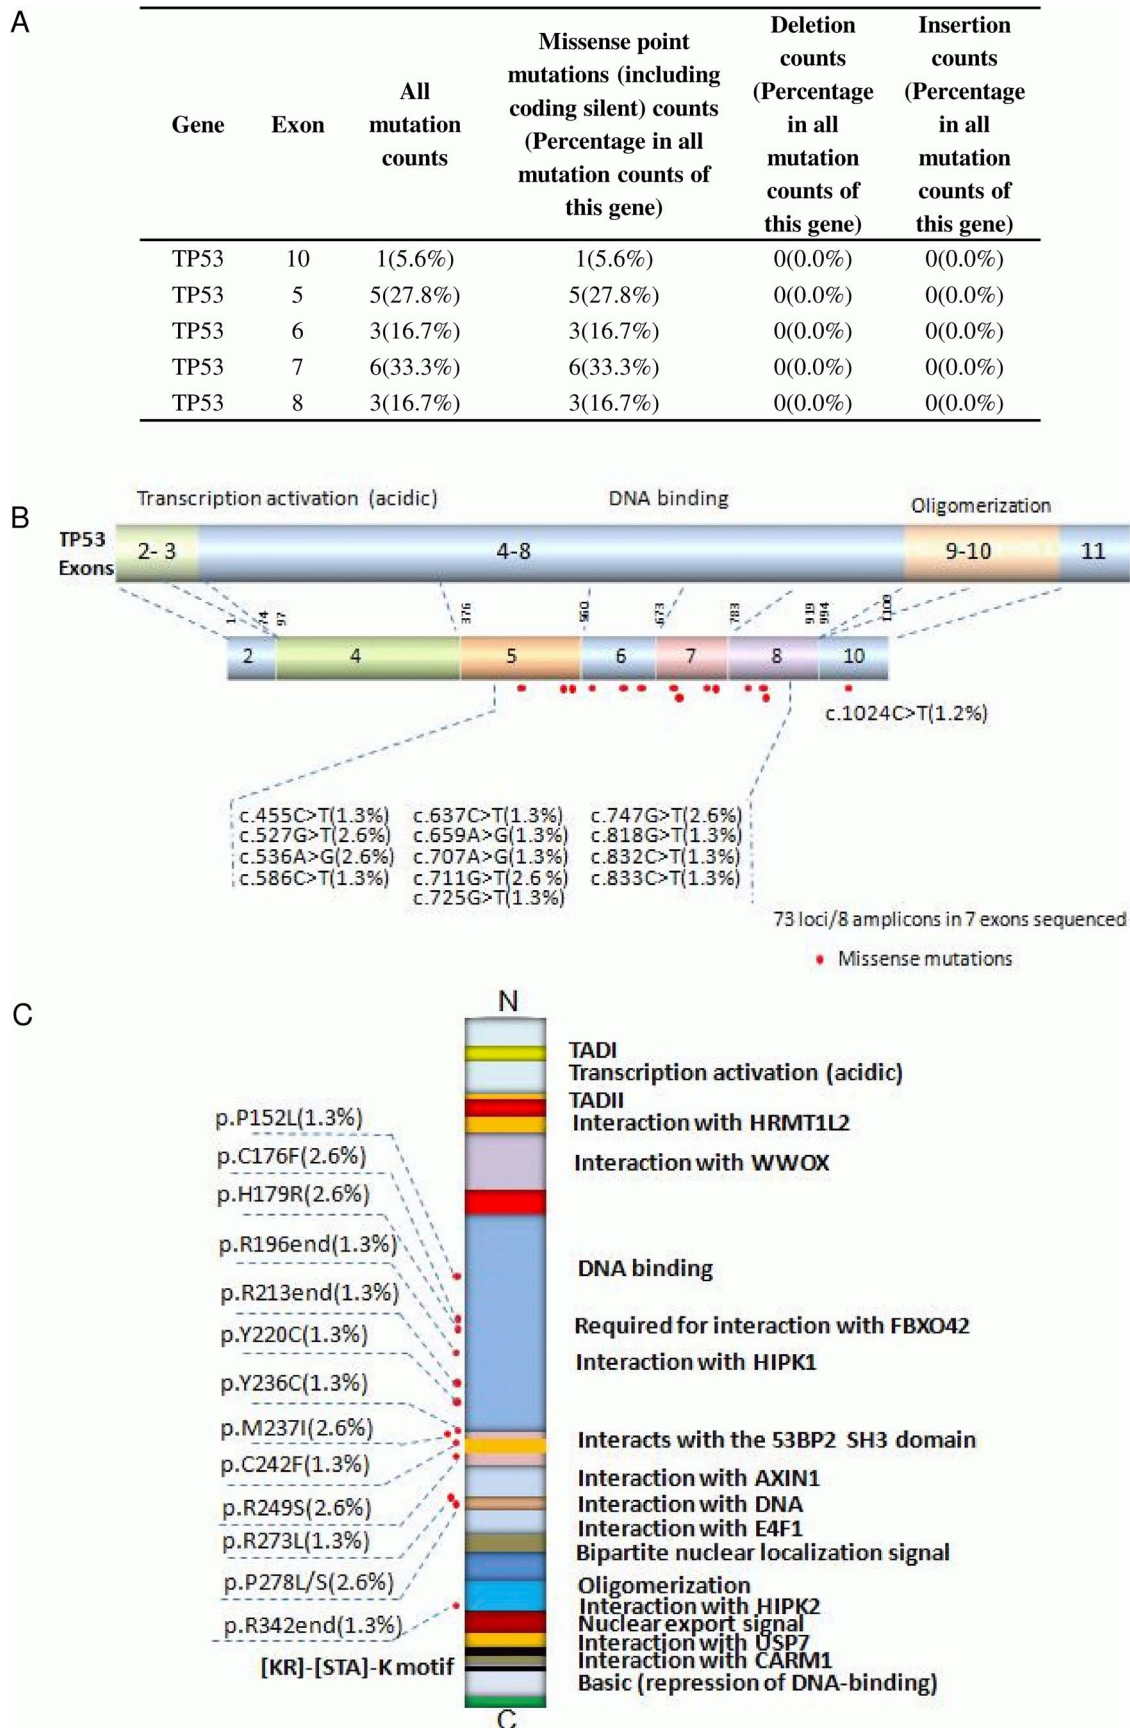 A
Gene
Exon
All
mutation
counts
Missense point
mutations (including
coding silent) counts
(Percentage in all
mutation counts of
this gene)
Deletion
counts
(Percentage
in all
mutation
counts of
this gene)
Insertion
counts
(Percentage
in all
mutation
counts of
this gene)
TP53 10 1(5.6%) 1(5.6%) 0(0.0%) 0(0.0%)
TP53 5 5(27.8%) 5(27.8%) 0(0.0%) 0(0.0%)
TP53 6 3(16.7%) 3(16.7%) 0(0.0%) 0(0.0%)
TP53 7 6(33.3%) 6(33.3%) 0(0.0%) 0(0.0%)
TP53 8 3(16.7%) 3(16.7%) 0(0.0%) 0(0.0%)
B
Transcription activation (acidic) DNA binding Oligomerization
TP53
Exons
2- 3 4-8 9-10 11
1 74 97 376 560 673 783 919 994 1100
2 4 5 6 7 8 10
c.1024C>T(1.2%)
c.455C>T(1.3%) c.637C>T(1.3%) c.747G>T(2.6%)
c.527G>T(2.6%) c.659A>G(1.3%) c.818G>T(1.3%)
c.536A>G(2.6%) c.707A>G(1.3%) c.832C>T(1.3%)
c.586C>T(1.3%) c.711G>T(2.6%) c.833C>T(1.3%)
c.725G>T(1.3%)
73 loci/8 amplicons in 7 exons sequenced
Missense mutations
C
N
TADI
Transcription activation (acidic)
TADII
Interaction with HRMT1L2
Interaction with WWOX
DNA binding
Required for interaction with FBXO42
Interaction with HIPK1
Interacts with the 53BP2 SH3 domain
Interaction with AXIN1
Interaction with DNA
Interaction with E4F1
Bipartite nuclear localization signal
Oligomerization
Interaction with HIPK2
Nuclear export signal
Interaction with USP7
Interaction with CARM1
Basic (repression of DNA-binding)
p.P152L(1.3%)
p.C176F(2.6%)
p.H179R(2.6%)
p.R196end(1.3%)
p.R213end(1.3%)
p.Y220C(1.3%)
p.Y236C(1.3%)
p.M237I(2.6%)
p.C242F(1.3%)
p.R249S(2.6%)
p.R273L(1.3%)
p.P278L/S(2.6%)
p.R342end(1.3%)
[KR]-[STA]-K motif
C